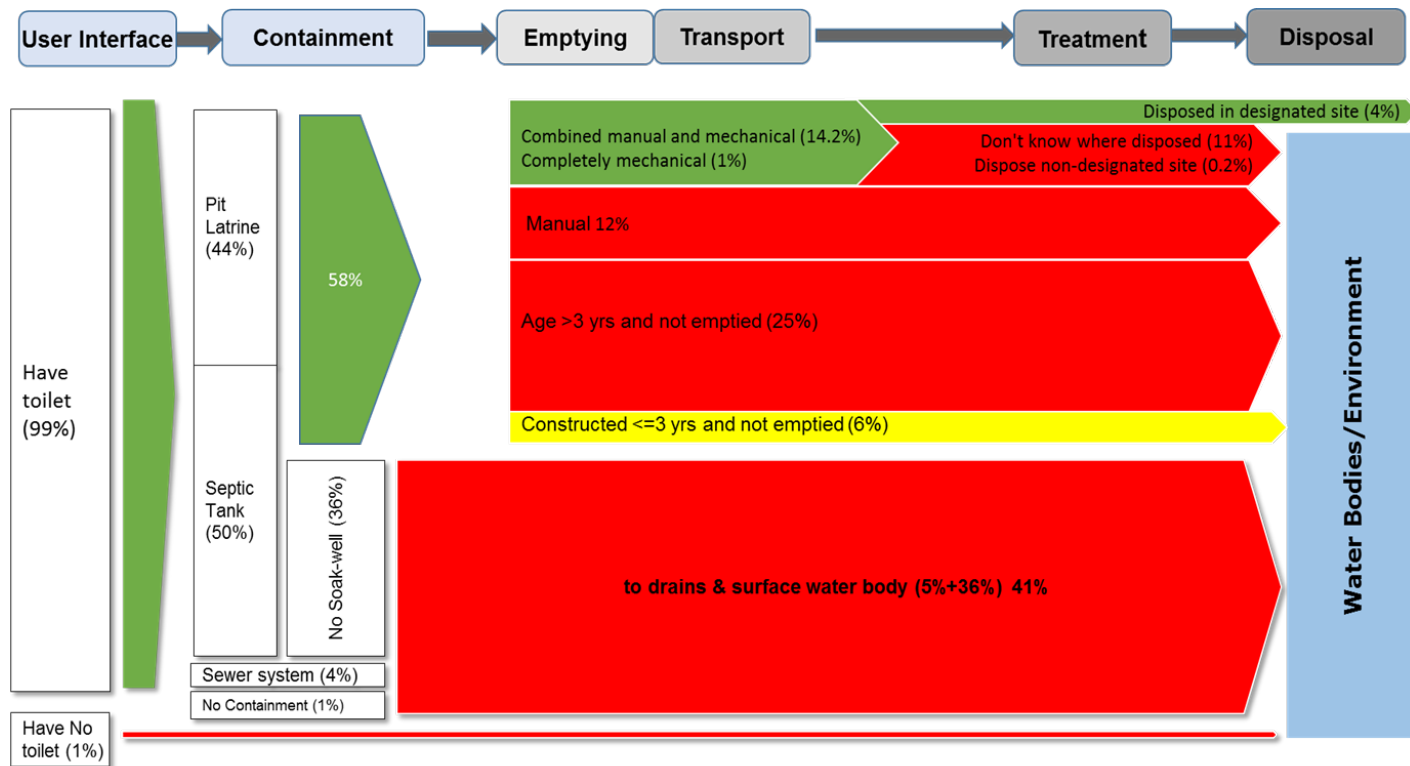 User Interface
Containment
Emptying
Transport
Treatment
Disposal
Have
toilet
(99%)
Pit
Latrine
(44%)
58%
Septic
Tank
(50%)
No Soak-well (36%)
Sewer system (4%)
No Containment (1%)
Have No
toilet (1%)
Combined manual and mechanical (14.2%)
Completely mechanical (1%)
Disposed in designated site (4%)
Don't know where disposed (11%)
Dispose non-designated site (0.2%)
Manual 12%
Age >3 yrs and not emptied (25%)
Constructed <=3 yrs and not emptied (6%)
to drains & surface water body (5%+36%) 41%
Water Bodies/Environment